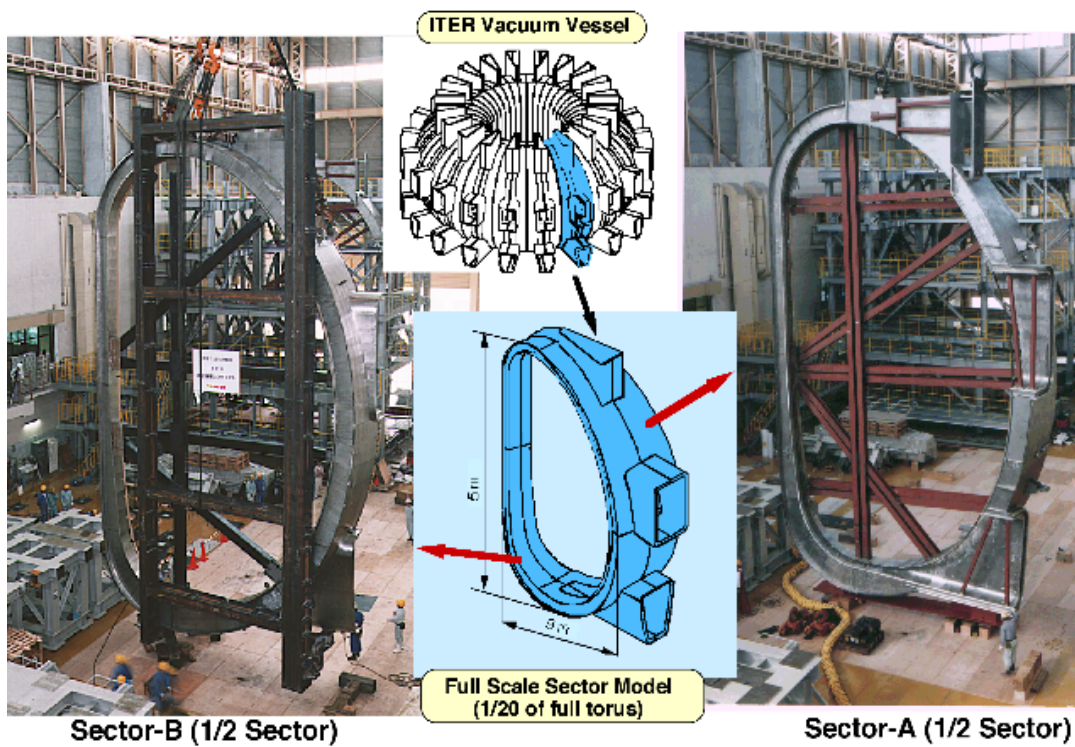 ITER Vacuum Vessel
5 m
9 m
Full Scale Sector Model
(1/20 of full torus)
Sector-B (1/2 Sector)
Sector-A (1/2 Sector)